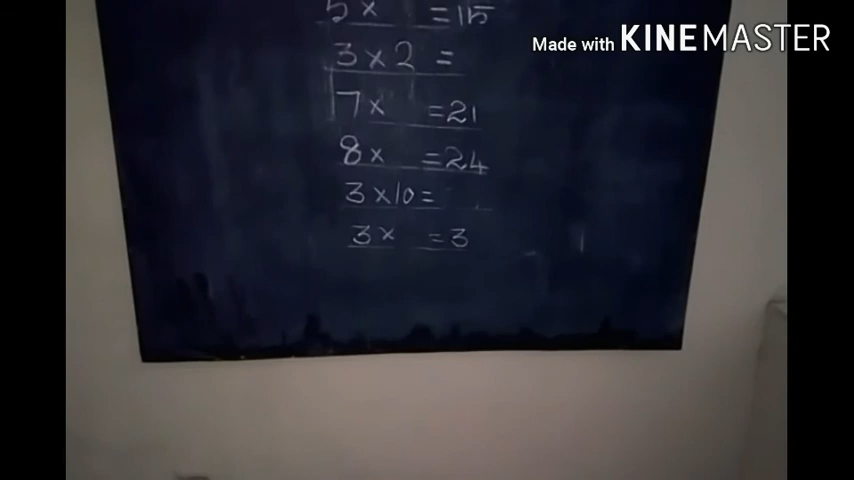 Made with KINEMASTER
5 × = 15
3 × 2 =
7 × = 21
8 × = 24
3 × 10 =
3 × = 3